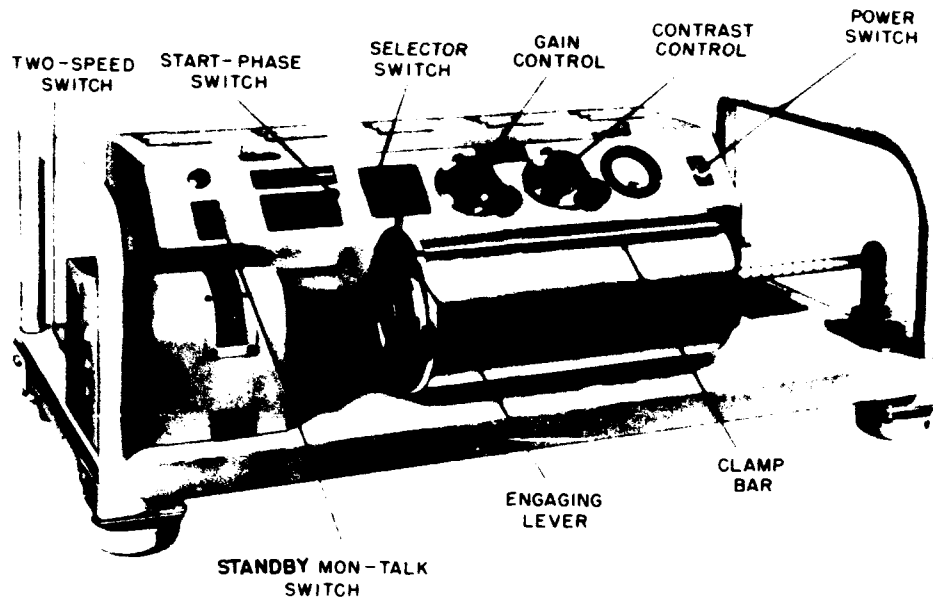 TWO-SPEED
SWITCH
START-PHASE
SWITCH
SELECTOR
SWITCH
GAIN
CONTROL
CONTRAST
CONTROL
POWER
SWITCH
CLAMP
BAR
ENGAGING
LEVER
STANDBY MON-TALK
SWITCH